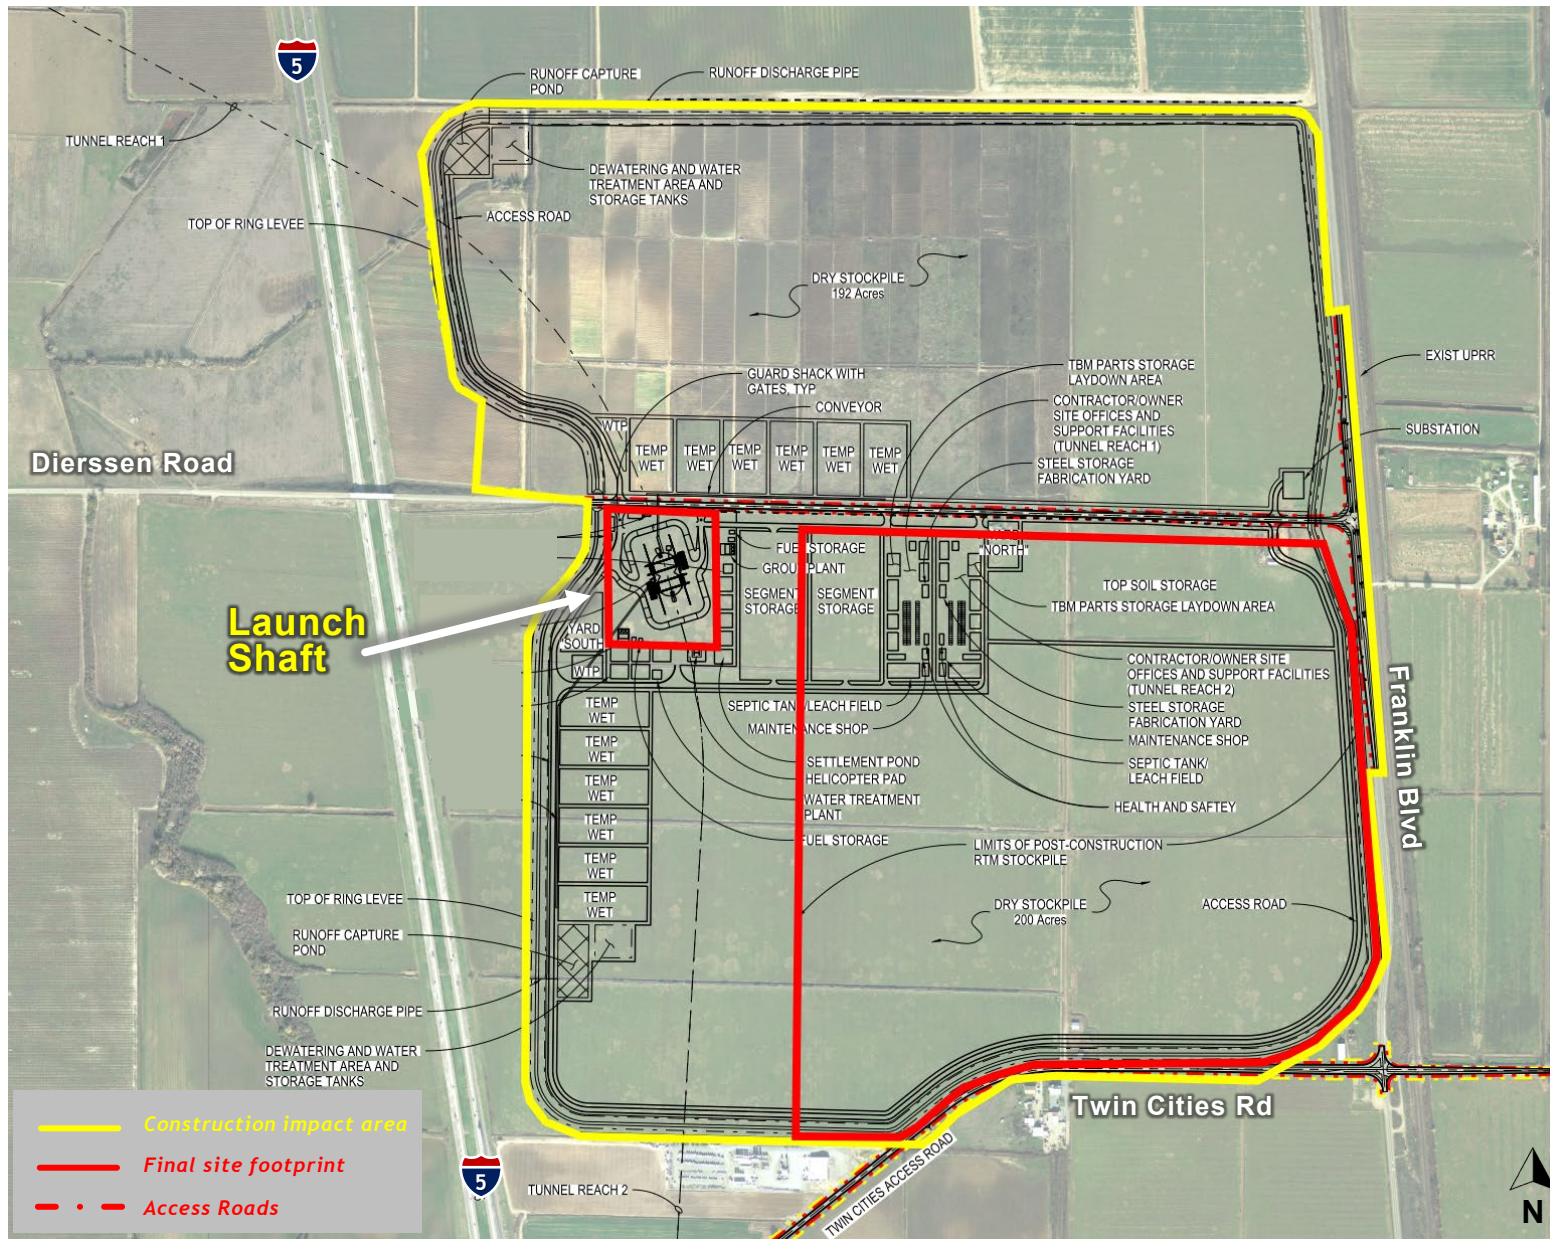 5
RUNOFF CAPTURE
POND
RUNOFF DISCHARGE PIPE
TUNNEL REACH 1
DEWATERING AND WATER
TREATMENT AREA AND
STORAGE TANKS
ACCESS ROAD
TOP OF RING LEVEE
DRY STOCKPILE
192 Acres
GUARD SHACK WITH
GATES, TYP
CONVEYOR
TBM PARTS STORAGE
LAYDOWN AREA
CONTRACTOR/OWNER
SITE OFFICES AND
SUPPORT FACILITIES
(TUNNEL REACH 1)
STEEL STORAGE
FABRICATION YARD
EXIST UPRR
SUBSTATION
WTP
TEMP
WET
TEMP
WET
TEMP
WET
TEMP
WET
TEMP
WET
TEMP
WET
Dierssen Road
FUEL STORAGE
GROUT PLANT
SEGMENT
STORAGE
SEGMENT
STORAGE
"NORTH"
TOP SOIL STORAGE
TBM PARTS STORAGE LAYDOWN AREA
Launch
Shaft
YARD
"SOUTH
WTP
CONTRACTOR/OWNER SITE
OFFICES AND SUPPORT FACILITIES
(TUNNEL REACH 2)
STEEL STORAGE
FABRICATION YARD
MAINTENANCE SHOP
SEPTIC TANK/
LEACH FIELD
HEALTH AND SAFTEY
SEPTIC TANK/LEACH FIELD
MAINTENANCE SHOP
SETTLEMENT POND
HELICOPTER PAD
WATER TREATMENT
PLANT
FUEL STORAGE
TEMP
WET
TEMP
WET
TEMP
WET
TEMP
WET
TEMP
WET
TEMP
WET
Franklin Blvd
LIMITS OF POST-CONSTRUCTION
RTM STOCKPILE
DRY STOCKPILE
200 Acres
ACCESS ROAD
TOP OF RING LEVEE
RUNOFF CAPTURE
POND
RUNOFF DISCHARGE PIPE
DEWATERING AND WATER
TREATMENT AREA AND
STORAGE TANKS
Twin Cities Rd
TWIN CITIES ACCESS ROAD
TUNNEL REACH 2
5
Construction impact area
Final site footprint
Access Roads
N